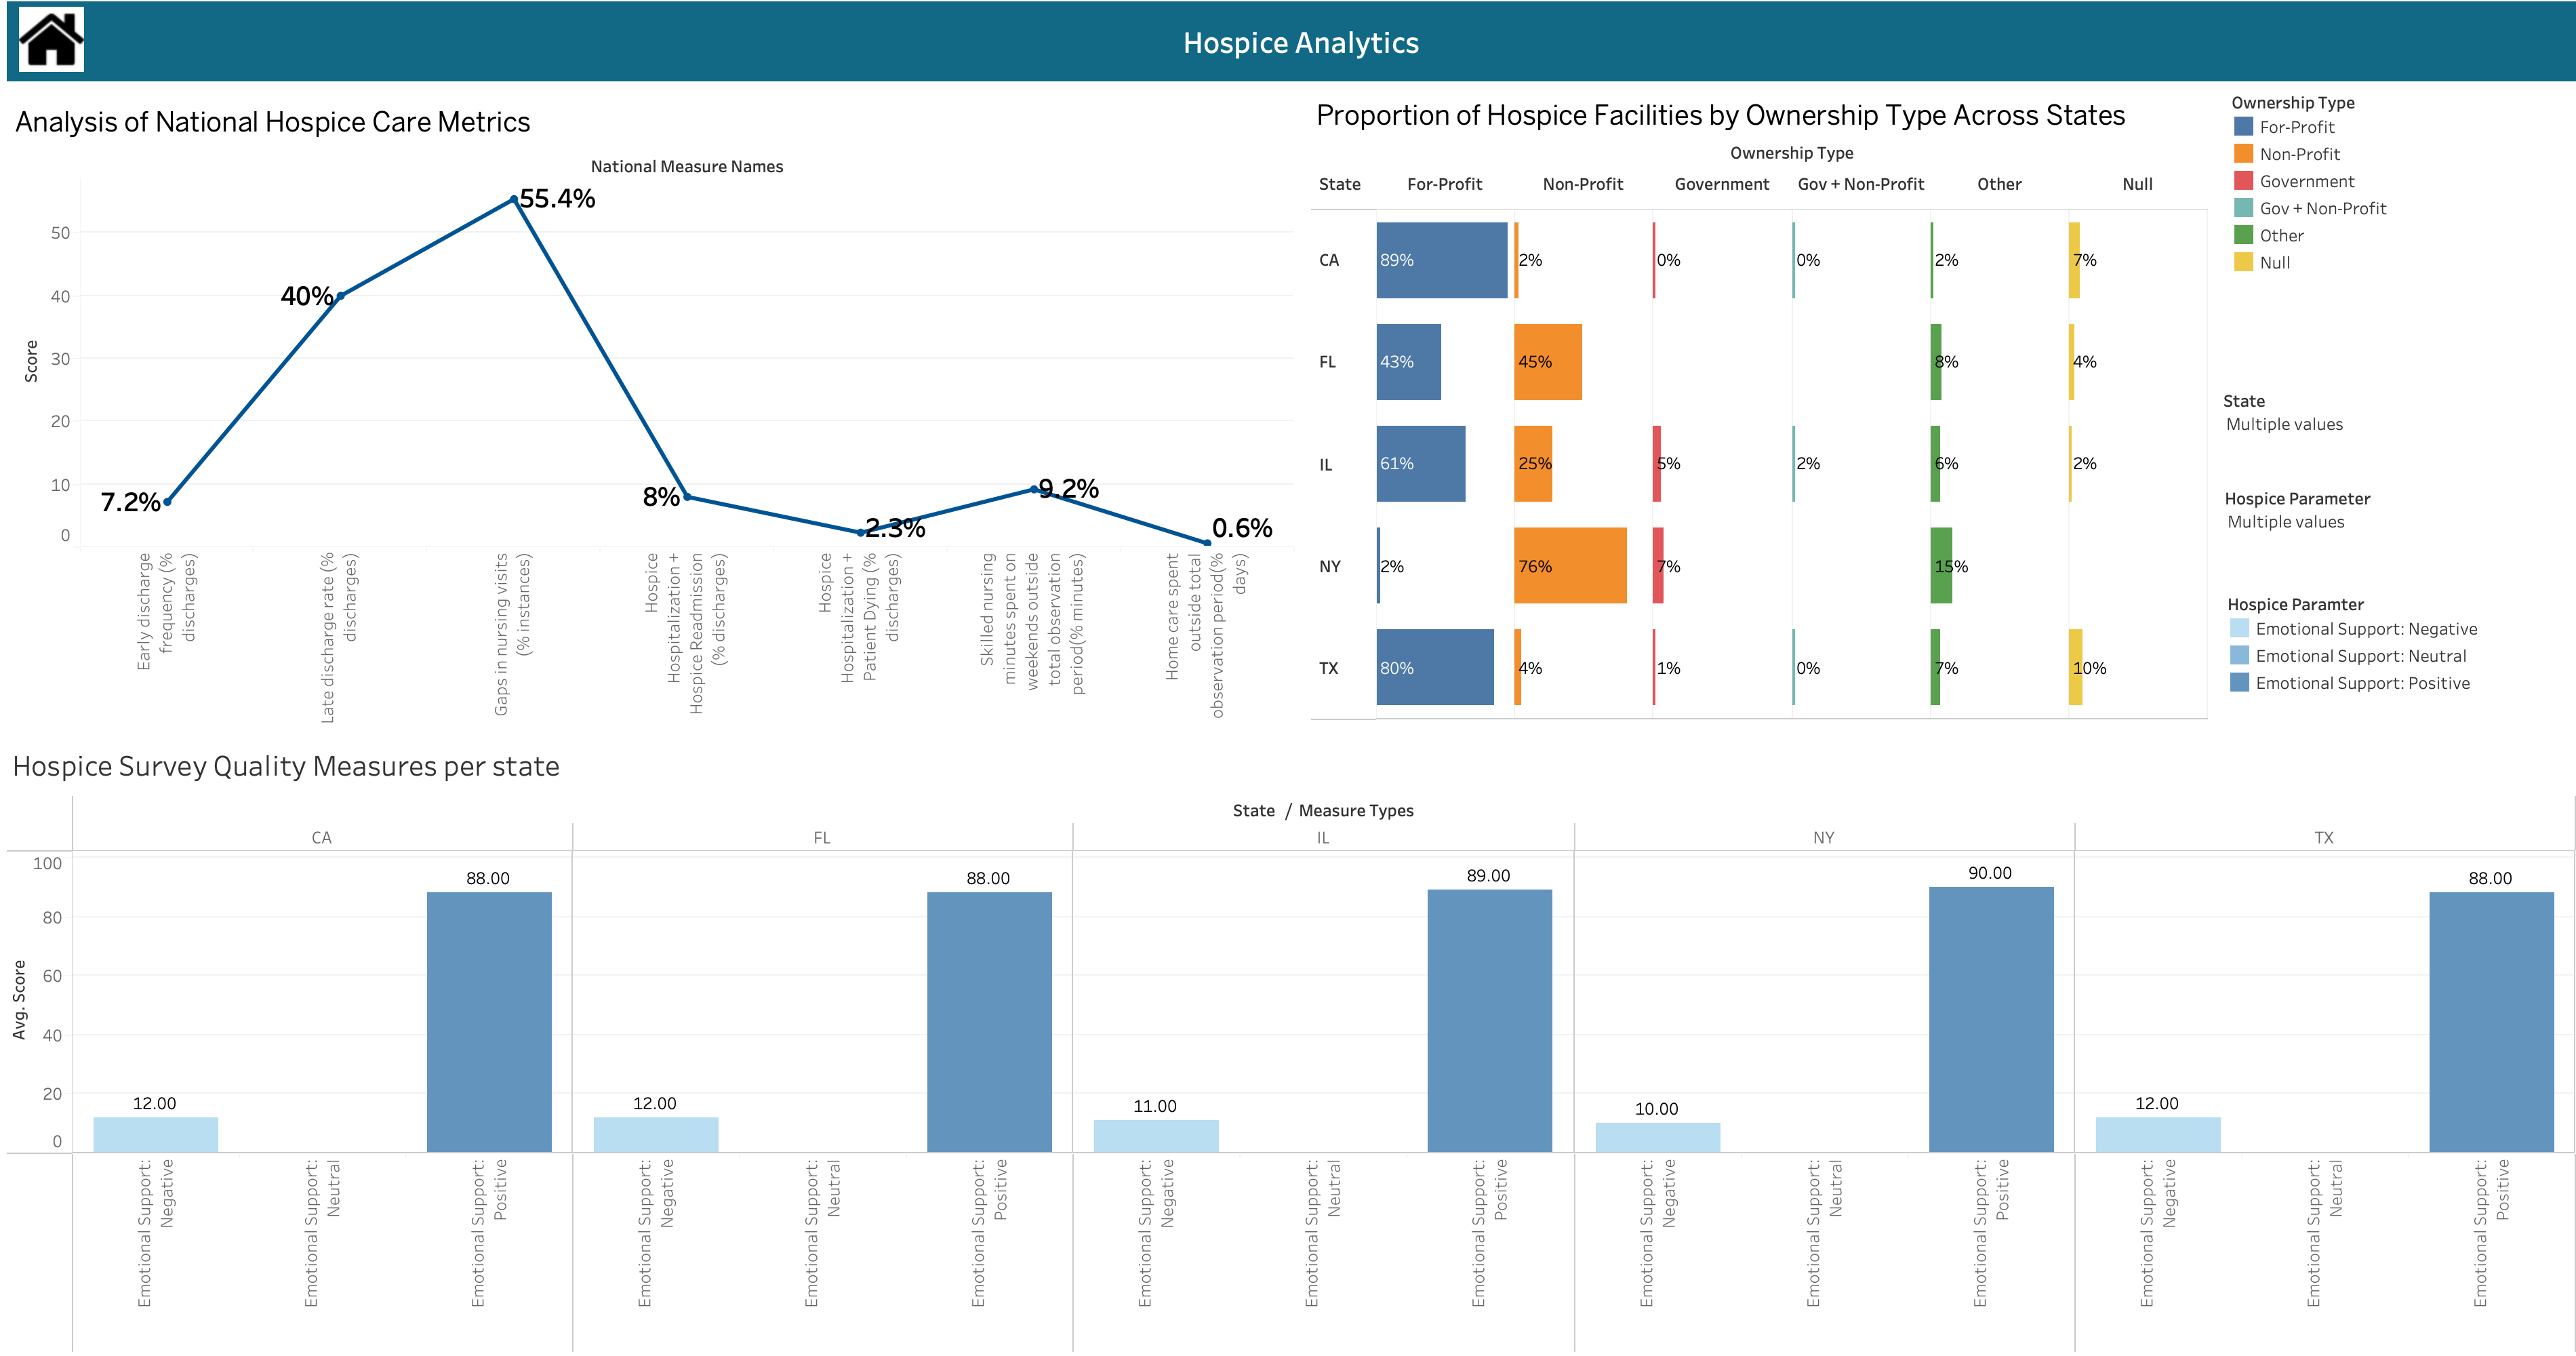 Hospice Analytics
Analysis of National Hospice Care Metrics
National Measure Names
Score
50
40
30
20
10
0
7.2%
40%
55.4%
8%
2.3%
9.2%
0.6%
Early discharge
frequency (%
discharges)
Late discharge rate (%
discharges)
Gaps in nursing visits
(% instances)
Hospice
Hospitalization +
Hospice Readmission
(% discharges)
Hospice
Hospitalization +
Patient Dying (%
discharges)
Skilled nursing
minutes spent on
weekends outside
total observation
period(% minutes)
Home care spent
outside total
observation period(%
days)
Proportion of Hospice Facilities by Ownership Type Across States
Ownership Type
State For-Profit Non-Profit Government Gov + Non-Profit Other Null
CA 89% 2% 0% 0% 2% 7%
FL 43% 45% 8% 4%
IL 61% 25% 5% 2% 6% 2%
NY 2% 76% 7% 15%
TX 80% 4% 1% 0% 7% 10%
Ownership Type
For-Profit
Non-Profit
Government
Gov + Non-Profit
Other
Null
State
Multiple values
Hospice Parameter
Multiple values
Hospice Paramter
Emotional Support: Negative
Emotional Support: Neutral
Emotional Support: Positive
Hospice Survey Quality Measures per state
State / Measure Types
CA FL IL NY TX
Avg. Score
100
80
60
40
20
0
12.00 88.00 12.00 88.00 11.00 89.00 10.00 90.00 12.00 88.00
Emotional Support:
Negative
Emotional Support:
Neutral
Emotional Support:
Positive
Emotional Support:
Negative
Emotional Support:
Neutral
Emotional Support:
Positive
Emotional Support:
Negative
Emotional Support:
Neutral
Emotional Support:
Positive
Emotional Support:
Negative
Emotional Support:
Neutral
Emotional Support:
Positive
Emotional Support:
Negative
Emotional Support:
Neutral
Emotional Support:
Positive